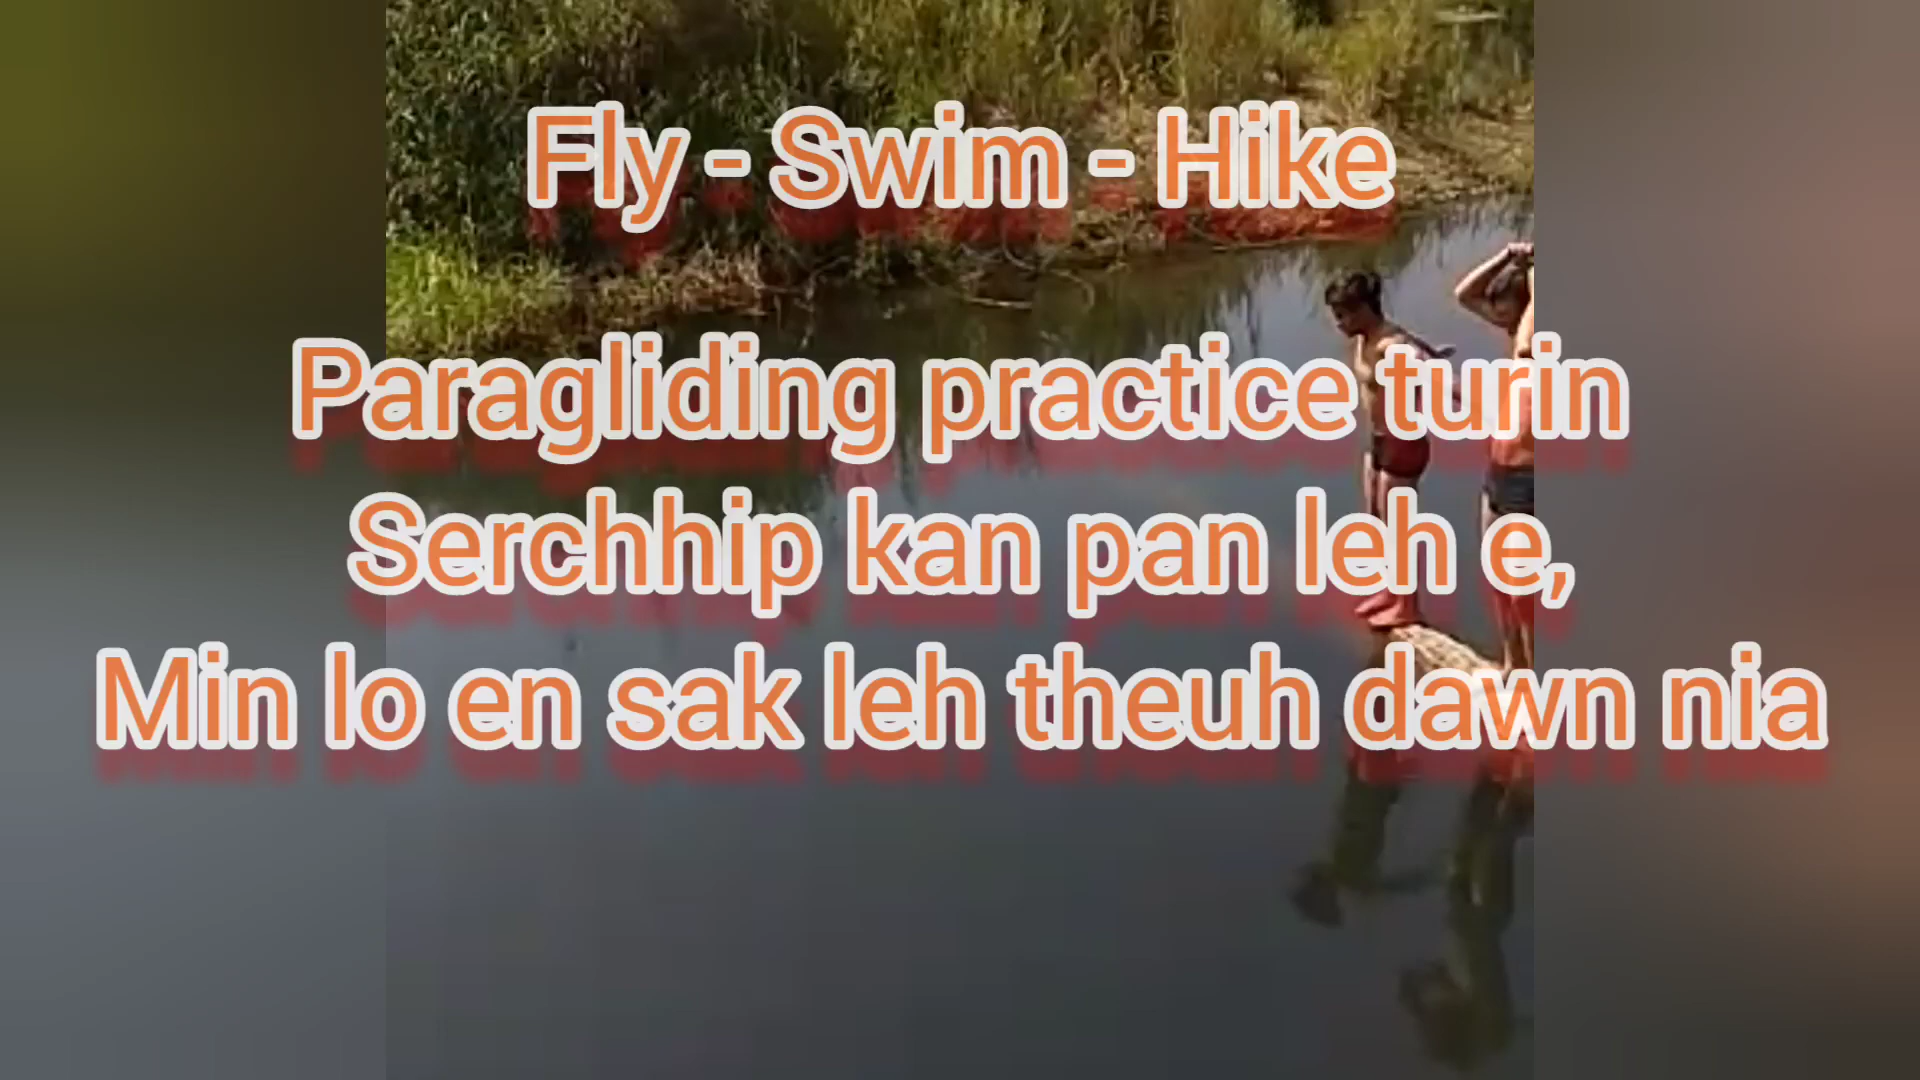 Fly - Swim - Hike
Paragliding practice turin
Serchhip kan pan leh e,
Min lo en sak leh theuh dawn nia